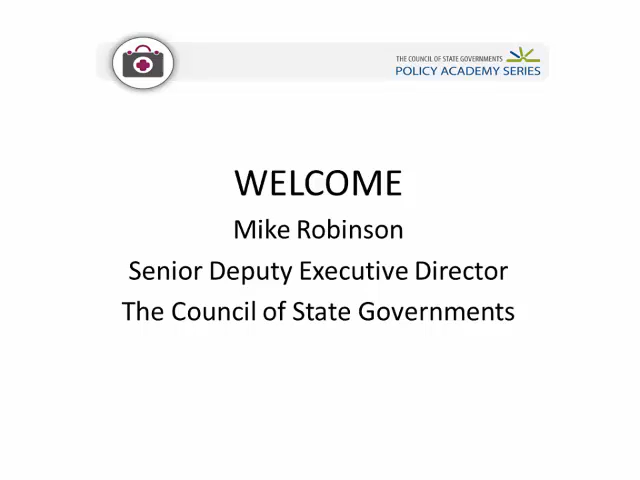 THE COUNCIL OF STATE GOVERNMENTS
POLICY ACADEMY SERIES
WELCOME
Mike Robinson
Senior Deputy Executive Director
The Council of State Governments